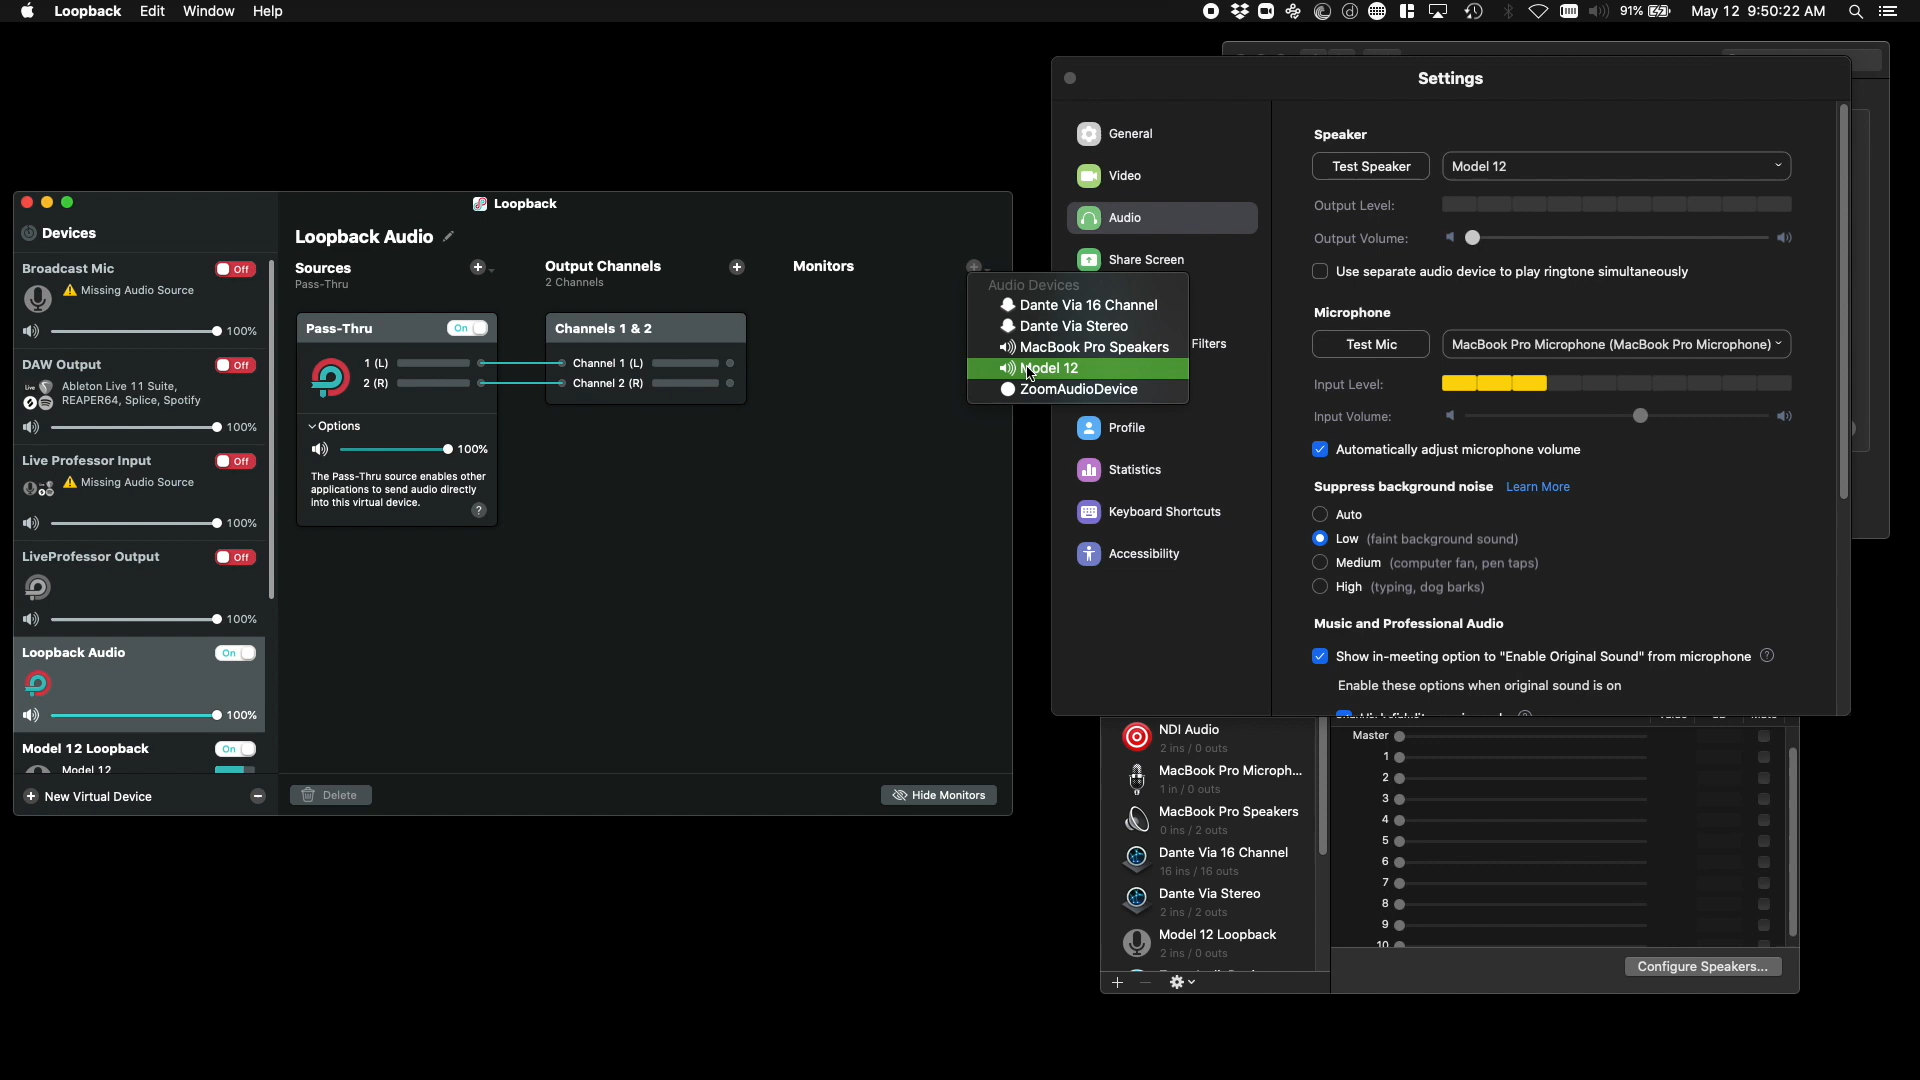 Loopback Edit Window Help
91% May 12 9:50:22 AM
Loopback
Devices
Broadcast Mic Off
Missing Audio Source
100%
DAW Output Off
Ableton Live 11 Suite,
REAPER64, Splice, Spotify
100%
Live Professor Input Off
Missing Audio Source
100%
LiveProfessor Output Off
100%
Loopback Audio On
100%
Model 12 Loopback On
Model 12
New Virtual Device
Loopback Audio
Sources
Pass-Thru
Pass-Thru On
1 (L)
2 (R)
Options
100%
The Pass-Thru source enables other
applications to send audio directly
into this virtual device.
?
Output Channels
2 Channels
Channels 1 & 2
Channel 1 (L)
Channel 2 (R)
Monitors
Delete
Hide Monitors
Audio Devices
Dante Via 16 Channel
Dante Via Stereo
MacBook Pro Speakers
Model 12
ZoomAudioDevice
Settings
General
Video
Audio
Share Screen
Filters
Profile
Statistics
Keyboard Shortcuts
Accessibility
Speaker
Test Speaker Model 12
Output Level:
Output Volume:
Use separate audio device to play ringtone simultaneously
Microphone
Test Mic MacBook Pro Microphone (MacBook Pro Microphone)
Input Level:
Input Volume:
Automatically adjust microphone volume
Suppress background noise Learn More
Auto
Low (faint background sound)
Medium (computer fan, pen taps)
High (typing, dog barks)
Music and Professional Audio
Show in-meeting option to "Enable Original Sound" from microphone ?
Enable these options when original sound is on
NDI Audio
2 ins / 0 outs
MacBook Pro Microph...
1 in / 0 outs
MacBook Pro Speakers
0 ins / 2 outs
Dante Via 16 Channel
16 ins / 16 outs
Dante Via Stereo
2 ins / 2 outs
Model 12 Loopback
2 ins / 0 outs
Master
1
2
3
4
5
6
7
8
9
10
Configure Speakers...